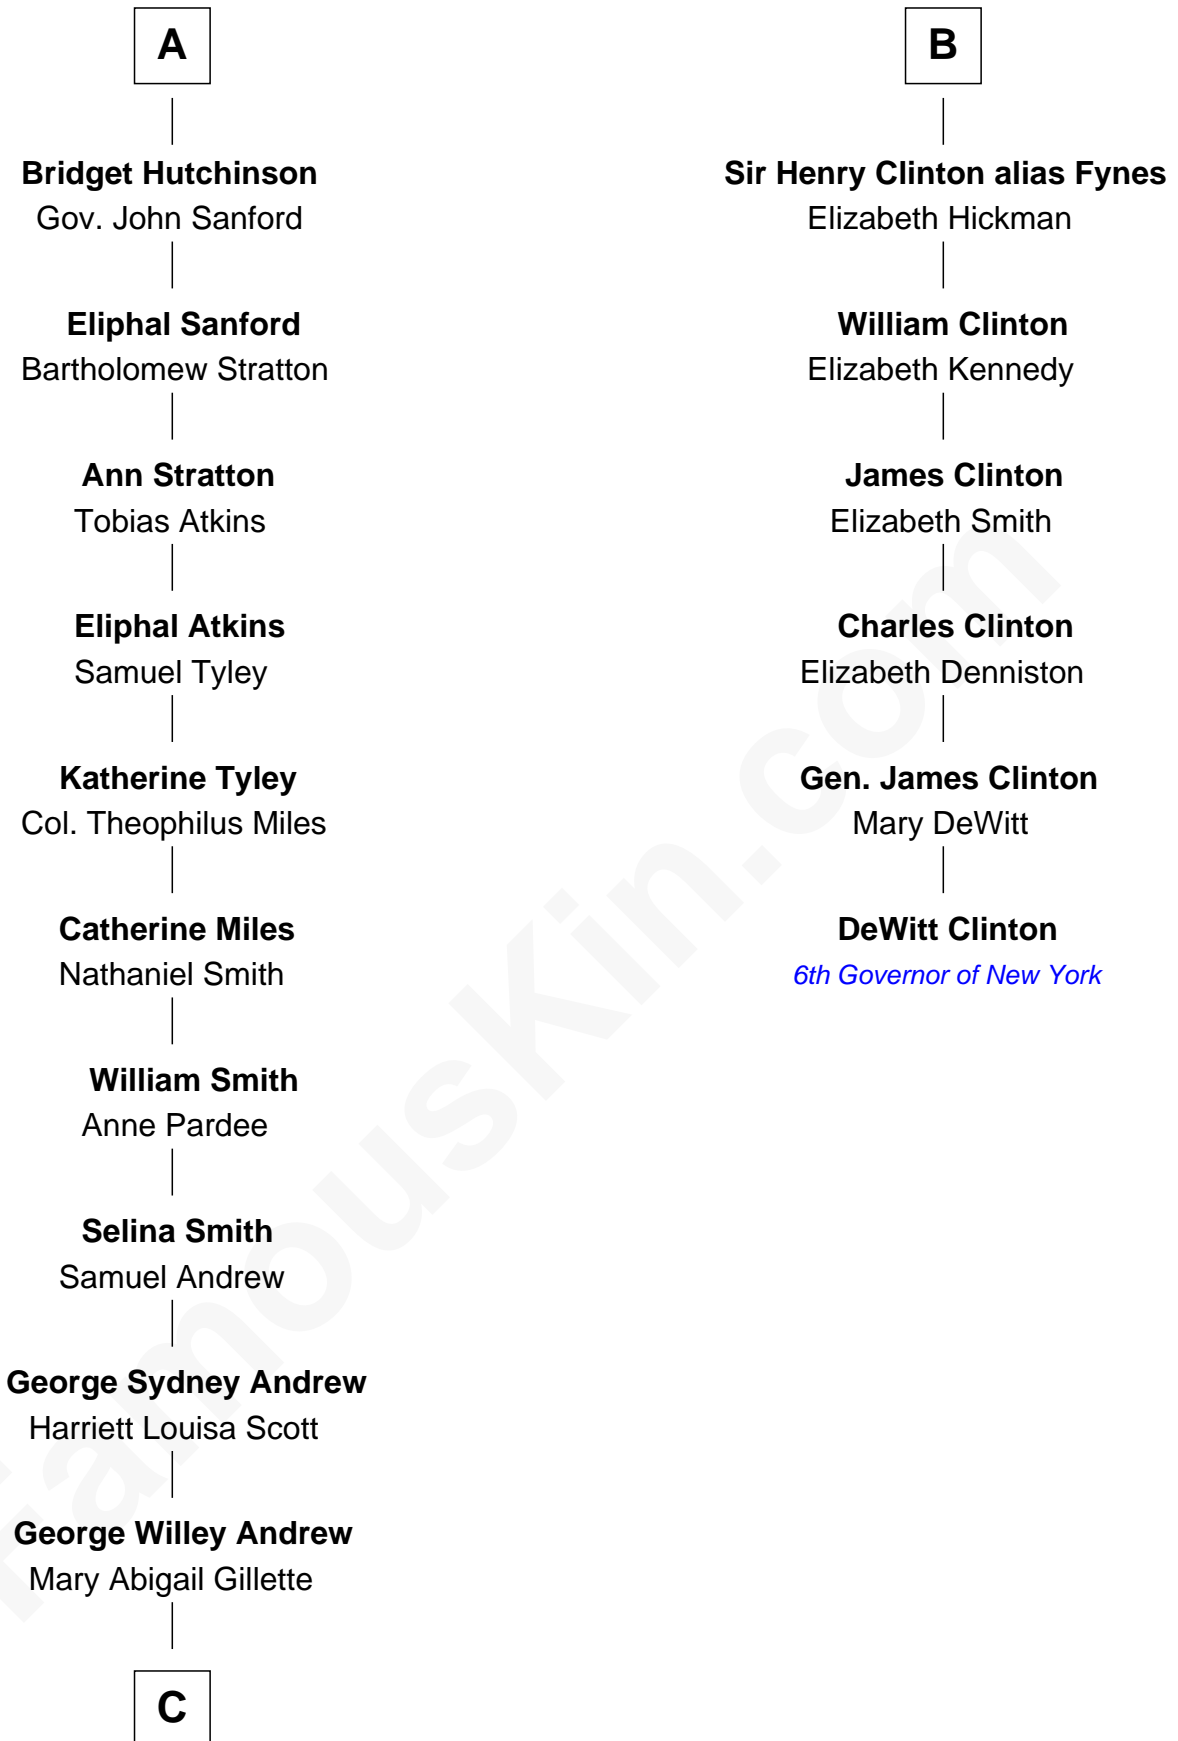 A
Bridget Hutchinson
Gov. John Sanford
Eliphal Sanford
Bartholomew Stratton
Ann Stratton
Tobias Atkins
Eliphal Atkins
Samuel Tyley
Katherine Tyley
Col. Theophilus Miles
Catherine Miles
Nathaniel Smith
William Smith
Anne Pardee
Selina Smith
Samuel Andrew
George Sydney Andrew
Harriett Louisa Scott
George Willey Andrew
Mary Abigail Gillette
C
B
Sir Henry Clinton alias Fynes
Elizabeth Hickman
William Clinton
Elizabeth Kennedy
James Clinton
Elizabeth Smith
Charles Clinton
Elizabeth Denniston
Gen. James Clinton
Mary DeWitt
DeWitt Clinton
6th Governor of New York
FamousKin.com